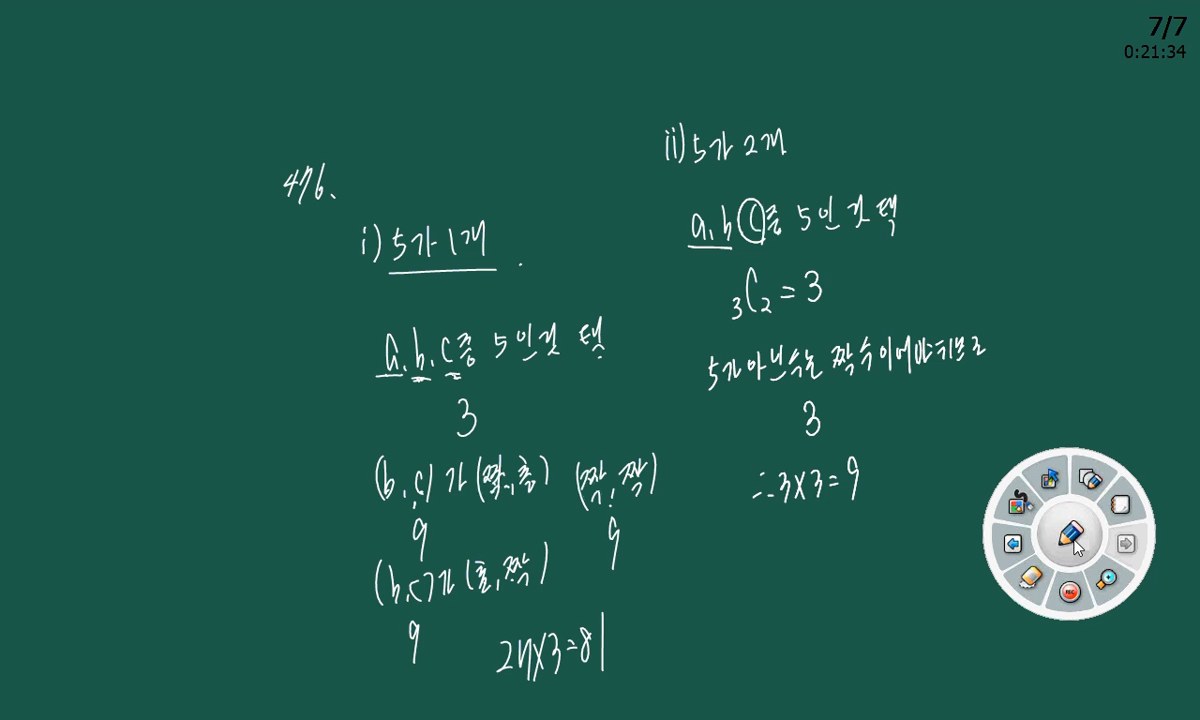 7/7
0:21:34
476.
i) 5가 1개
a, b, c중 5인것 택
3
(b, c)가 (짝, 홀) (짝, 짝)
9 9
(b, c)가 (홀, 짝)
9
27×3=81
ii) 5가 2개
a, b, c중 5인 것 택
₃C₂ = 3
5가 아닌수는 짝수이어야
3
∴ 3×3=9
REC